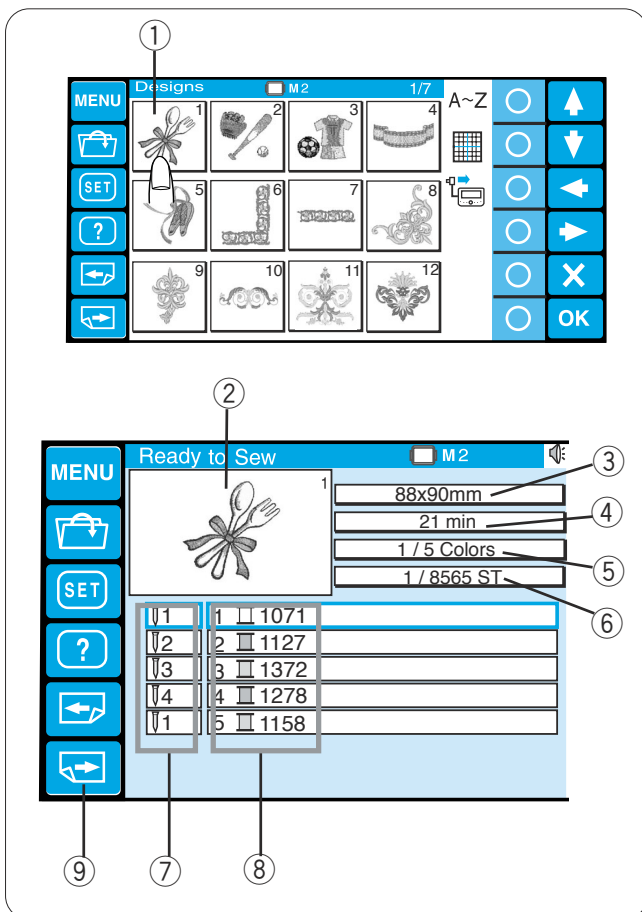 ①
MENU Designs M2 1/7
1 2 3 4 A~Z
SET 5 6 7 8
?
9 10 11 12 X
OK
② 
MENU Ready to Sew M2
1 88x90mm ③
21 min ④
1 / 5 Colors ⑤
1 / 8565 ST ⑥
SET
1 1 1071
? 2 2 1127
3 3 1372
4 4 1278
1 5 1158
⑨ ⑦ ⑧